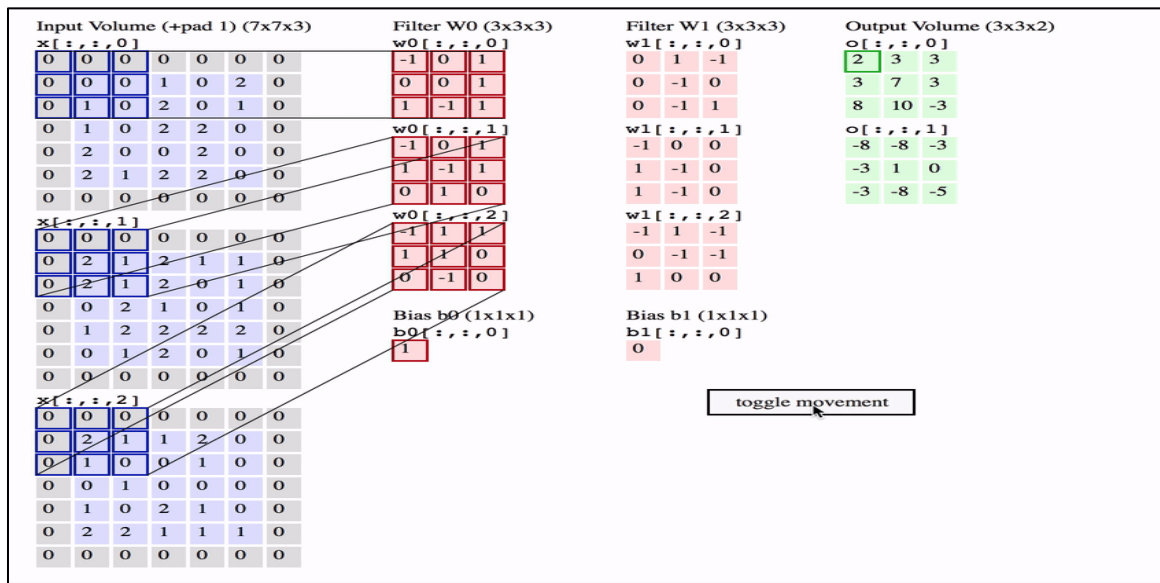 Input Volume (+pad 1) (7x7x3)
x[:,:,0]
0 0 0 0 0 0 0
0 0 0 1 0 2 0
0 1 0 2 0 1 0
0 1 0 2 2 0 0
0 2 0 0 2 0 0
0 2 1 2 2 0 0
0 0 0 0 0 0 0
x[:,:,1]
0 0 0 0 0 0 0
0 2 1 2 1 1 0
0 2 1 2 0 1 0
0 0 2 1 0 1 0
0 1 2 2 2 2 0
0 0 1 2 0 1 0
0 0 0 0 0 0 0
x[:,:,2]
0 0 0 0 0 0 0
0 2 1 1 2 0 0
0 1 0 0 1 0 0
0 0 1 0 0 0 0
0 1 0 2 1 0 0
0 2 2 1 1 1 0
0 0 0 0 0 0 0
Filter W0 (3x3x3)
w0[:,:,0]
-1 0 1
0 0 1
1 -1 1
w0[:,:,1]
-1 0 1
1 -1 1
0 1 0
w0[:,:,2]
-1 1 1
1 1 0
0 -1 0
Bias b0 (1x1x1)
b0[:,:,0]
1
Filter W1 (3x3x3)
w1[:,:,0]
0 1 -1
0 -1 0
0 -1 1
w1[:,:,1]
-1 0 0
1 -1 0
1 -1 0
w1[:,:,2]
-1 1 -1
0 -1 -1
1 0 0
Bias b1 (1x1x1)
b1[:,:,0]
0
Output Volume (3x3x2)
o[:,:,0]
2 3 3
3 7 3
8 10 -3
o[:,:,1]
-8 -8 -3
-3 1 0
-3 -8 -5
toggle movement